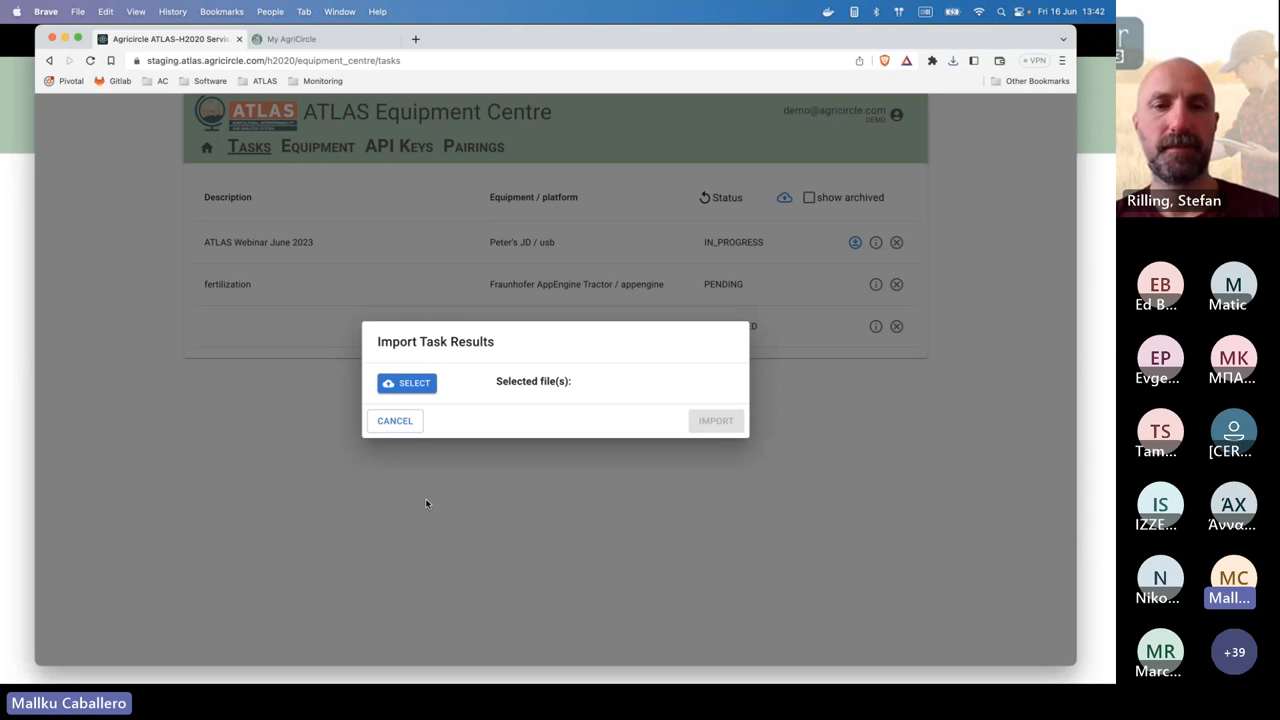 Brave File Edit View History Bookmarks People Tab Window Help
Fri 16 Jun 13:42
Agricircle ATLAS-H2020 Servic
My AgriCircle
staging.atlas.agricircle.com/h2020/equipment_centre/tasks
VPN
Pivotal Gitlab AC Software ATLAS Monitoring Other Bookmarks
ATLAS
ATLAS Equipment Centre
demo@agricircle.com
DEMO
TASKS EQUIPMENT API KEYS PAIRINGS
Description Equipment / platform Status show archived
ATLAS Webinar June 2023 Peter's JD / usb IN_PROGRESS
fertilization Fraunhofer AppEngine Tractor / appengine PENDING
D
Import Task Results
SELECT Selected file(s):
CANCEL IMPORT
r
Rilling, Stefan
EB M
Ed B... Matic
EP MK
Evge... ΜΠΑ...
TS
Tam... [CER...
IS ΆΧ
IZZE... Άννα...
N MC
Niko... Mall...
MR +39
Marc...
Mallku Caballero